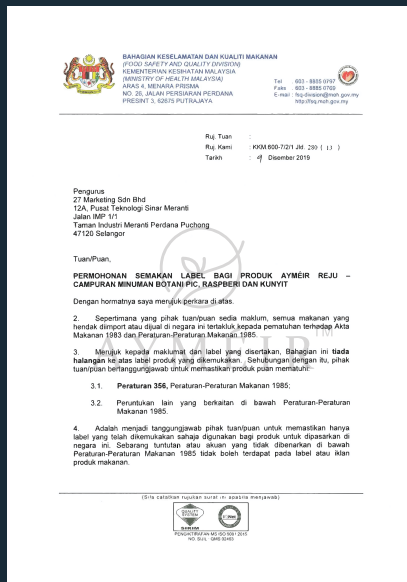 BAHAGIAN KESELAMATAN DAN KUALITI MAKANAN
(FOOD SAFETY AND QUALITY DIVISION)
KEMENTERIAN KESIHATAN MALAYSIA
(MINISTRY OF HEALTH MALAYSIA)
ARAS 4, MENARA PRISMA
NO. 26, JALAN PERSIARAN PERDANA
PRESINT 3, 62675 PUTRAJAYA
Tel : 603 - 8885 0797
Faks : 603 - 8885 0769
E-mail : fsq-division@moh.gov.my
http://fsq.moh.gov.my
Ruj. Tuan :
Ruj. Kami : KKM.600-7/2/1 Jld. 280 ( 13 )
Tarikh : 9 Disember 2019
Pengurus
27 Marketing Sdn Bhd
12A, Pusat Teknologi Sinar Meranti
Jalan IMP 1/1
Taman Industri Meranti Perdana Puchong
47120 Selangor
Tuan/Puan,
PERMOHONAN SEMAKAN LABEL BAGI PRODUK AYMÉIR REJU –
CAMPURAN MINUMAN BOTANI PIC, RASPBERI DAN KUNYIT
Dengan hormatnya saya merujuk perkara di atas.
2. Sepertimana yang pihak tuan/puan sedia maklum, semua makanan yang
hendak diimport atau dijual di negara ini tertakluk kepada pematuhan terhadap Akta
Makanan 1983 dan Peraturan-Peraturan Makanan 1985.
TM
AYMEIR
3. Merujuk kepada maklumat dan label yang disertakan, Bahagian ini tiada
halangan ke atas label produk yang dikemukakan. Sehubungan dengan itu, pihak
tuan/puan bertanggungjawab untuk memastikan produk mematuhi:
3.1. Peraturan 356, Peraturan-Peraturan Makanan 1985;
3.2. Peruntukan lain yang berkaitan di bawah Peraturan-Peraturan
Makanan 1985.
4. Adalah menjadi tanggungjawab pihak tuan/puan untuk memastikan hanya
label yang telah dikemukakan sahaja digunakan bagi produk untuk dipasarkan di
negara ini. Sebarang tuntutan atau akuan yang tidak dibenarkan di bawah
Peraturan-Peraturan Makanan 1985 tidak boleh terdapat pada label atau iklan
produk makanan.
(Sila catatkan rujukan surat ini apabila menjawab)
QUALITY
SYSTEM
SIRIM
PENGIKTIRAFAN MS ISO 9001:2015